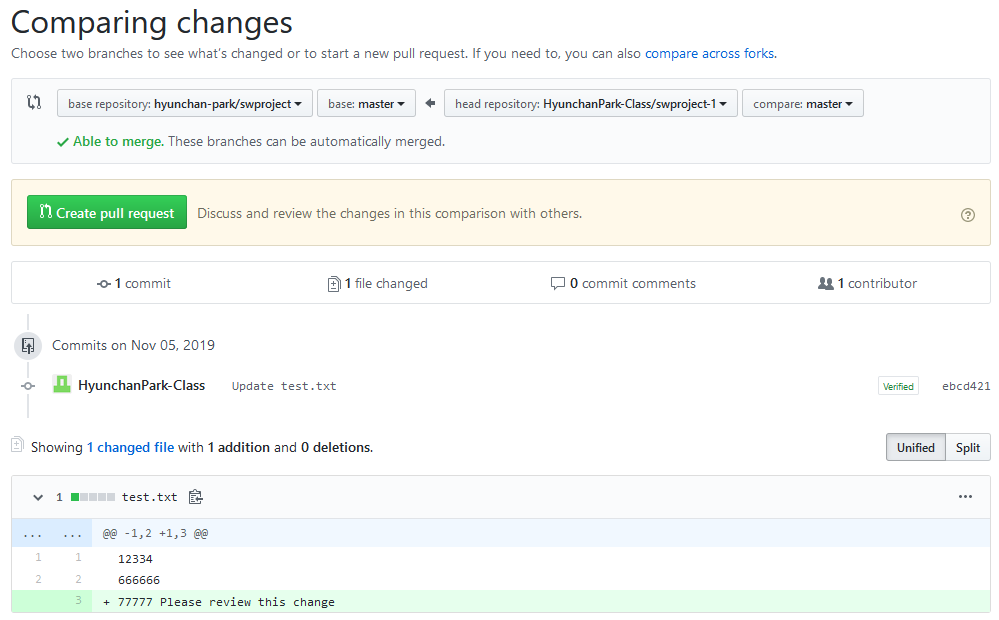 Comparing changes
Choose two branches to see what's changed or to start a new pull request. If you need to, you can also compare across forks.
base repository: hyunchan-park/swproject base: master head repository: HyunchanPark-Class/swproject-1 compare: master
Able to merge. These branches can be automatically merged.
Create pull request Discuss and review the changes in this comparison with others. ?
1 commit 1 file changed 0 commit comments 1 contributor
Commits on Nov 05, 2019
HyunchanPark-Class Update test.txt Verified ebcd421
Showing 1 changed file with 1 addition and 0 deletions. Unified Split
1 test.txt ...
... ... @@ -1,2 +1,3 @@
1 1 12334
2 2 666666
3 + 77777 Please review this change